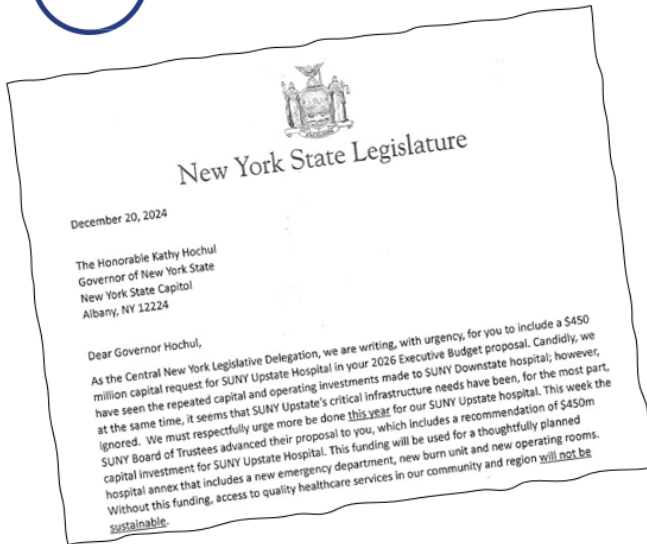 New York State Legislature
December 20, 2024
The Honorable Kathy Hochul
Governor of New York State
New York State Capitol
Albany, NY 12224
Dear Governor Hochul,
As the Central New York Legislative Delegation, we are writing, with urgency, for you to include a $450
million capital request for SUNY Upstate Hospital in your 2026 Executive Budget proposal. Candidly, we
have seen the repeated capital and operating investments made to SUNY Downstate hospital; however,
at the same time, it seems that SUNY Upstate's critical infrastructure needs have been, for the most part,
ignored. We must respectfully urge more be done this year for our SUNY Upstate hospital. This week the
SUNY Board of Trustees advanced their proposal to you, which includes a recommendation of $450m
capital investment for SUNY Upstate Hospital. This funding will be used for a thoughtfully planned
hospital annex that includes a new emergency department, new burn unit and new operating rooms.
Without this funding, access to quality healthcare services in our community and region will not be
sustainable.